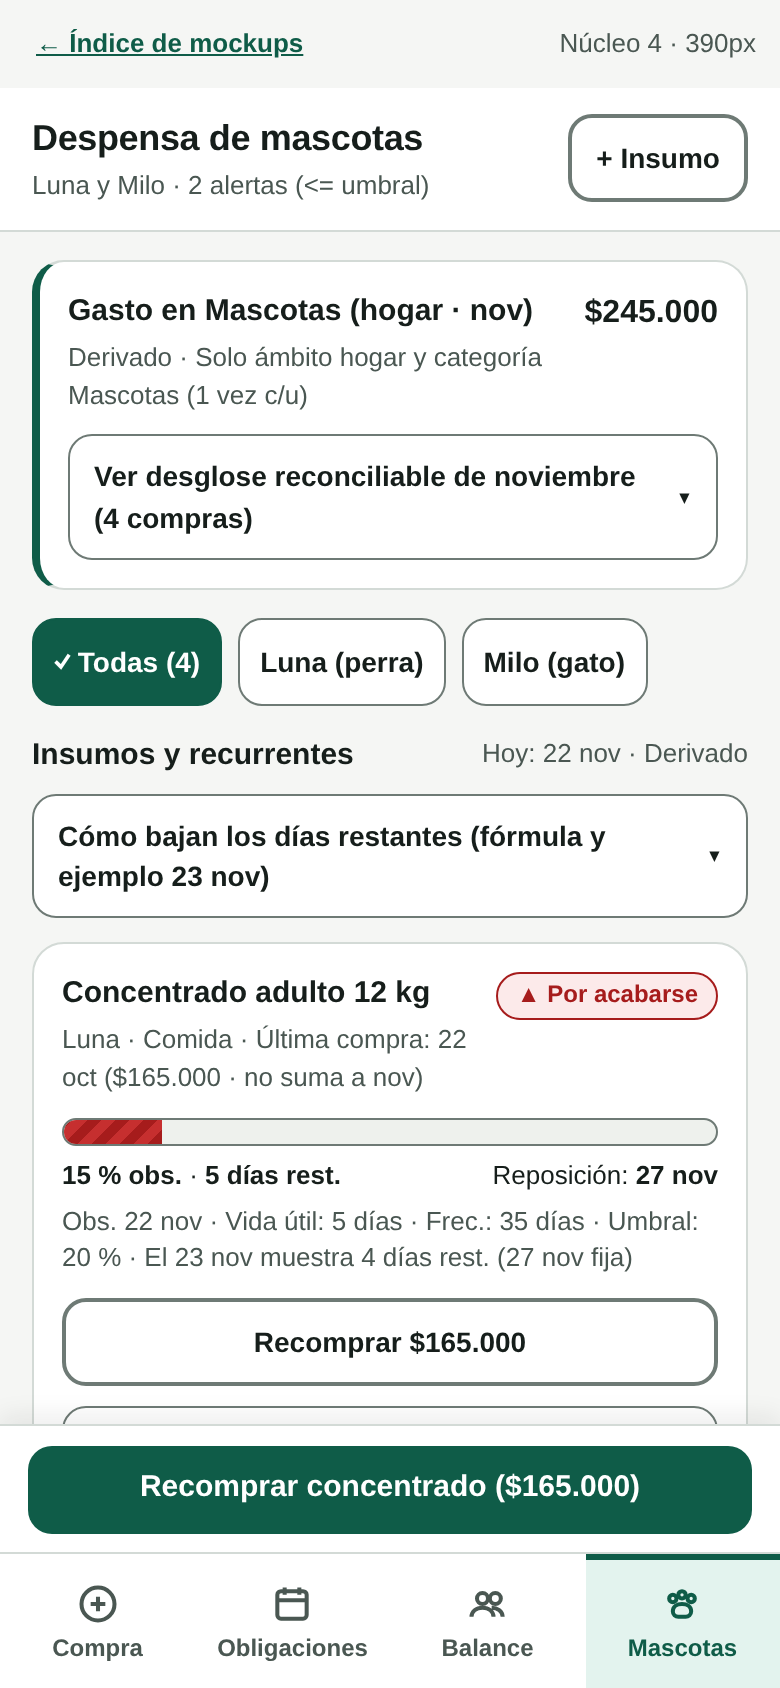 ← Índice de mockups
Núcleo 4 · 390px
Despensa de mascotas
Luna y Milo · 2 alertas (<= umbral)
+ Insumo
Gasto en Mascotas (hogar · nov)
$245.000
Derivado · Solo ámbito hogar y categoría
Mascotas (1 vez c/u)
Ver desglose reconciliable de noviembre
(4 compras)
▼
✓ Todas (4)
Luna (perra)
Milo (gato)
Insumos y recurrentes
Hoy: 22 nov · Derivado
Cómo bajan los días restantes (fórmula y
ejemplo 23 nov)
▼
Concentrado adulto 12 kg
▲ Por acabarse
Luna · Comida · Última compra: 22
oct ($165.000 · no suma a nov)
15 % obs. · 5 días rest.
Reposición: 27 nov
Obs. 22 nov · Vida útil: 5 días · Frec.: 35 días · Umbral:
20 % · El 23 nov muestra 4 días rest. (27 nov fija)
Recomprar $165.000
Recomprar concentrado ($165.000)
Compra
Obligaciones
Balance
Mascotas